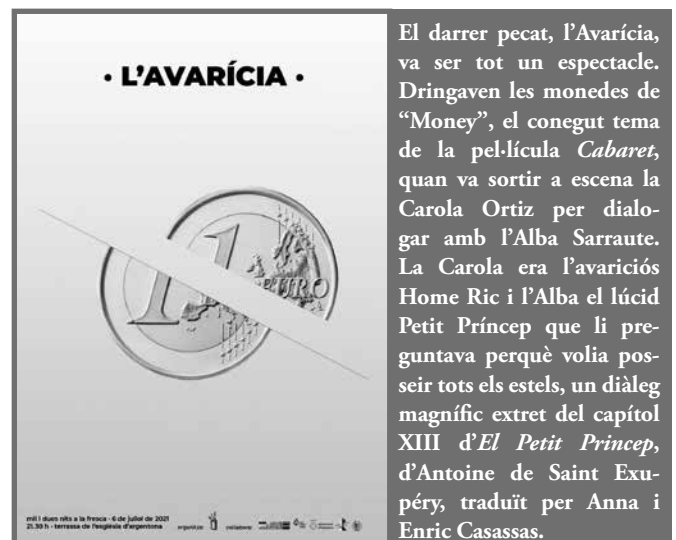 · L'AVARÍCIA ·
1
EURO
mil i dues nits a la fresca - 6 de juliol de 2021
21.30 h - terrassa de l'església d'argentona
organitza:
col·labora:
El darrer pecat, l'Avarícia,
va ser tot un espectacle.
Dringaven les monedes de
“Money”, el conegut tema
de la pel·lícula Cabaret,
quan va sortir a escena la
Carola Ortiz per dialo-
gar amb l'Alba Sarraute.
La Carola era l'avariciós
Home Ric i l'Alba el lúcid
Petit Príncep que li pre-
guntava perquè volia pos-
seir tots els estels, un diàleg
magnífic extret del capítol
XIII d'El Petit Princep,
d'Antoine de Saint Exu-
péry, traduït per Anna i
Enric Casassas.